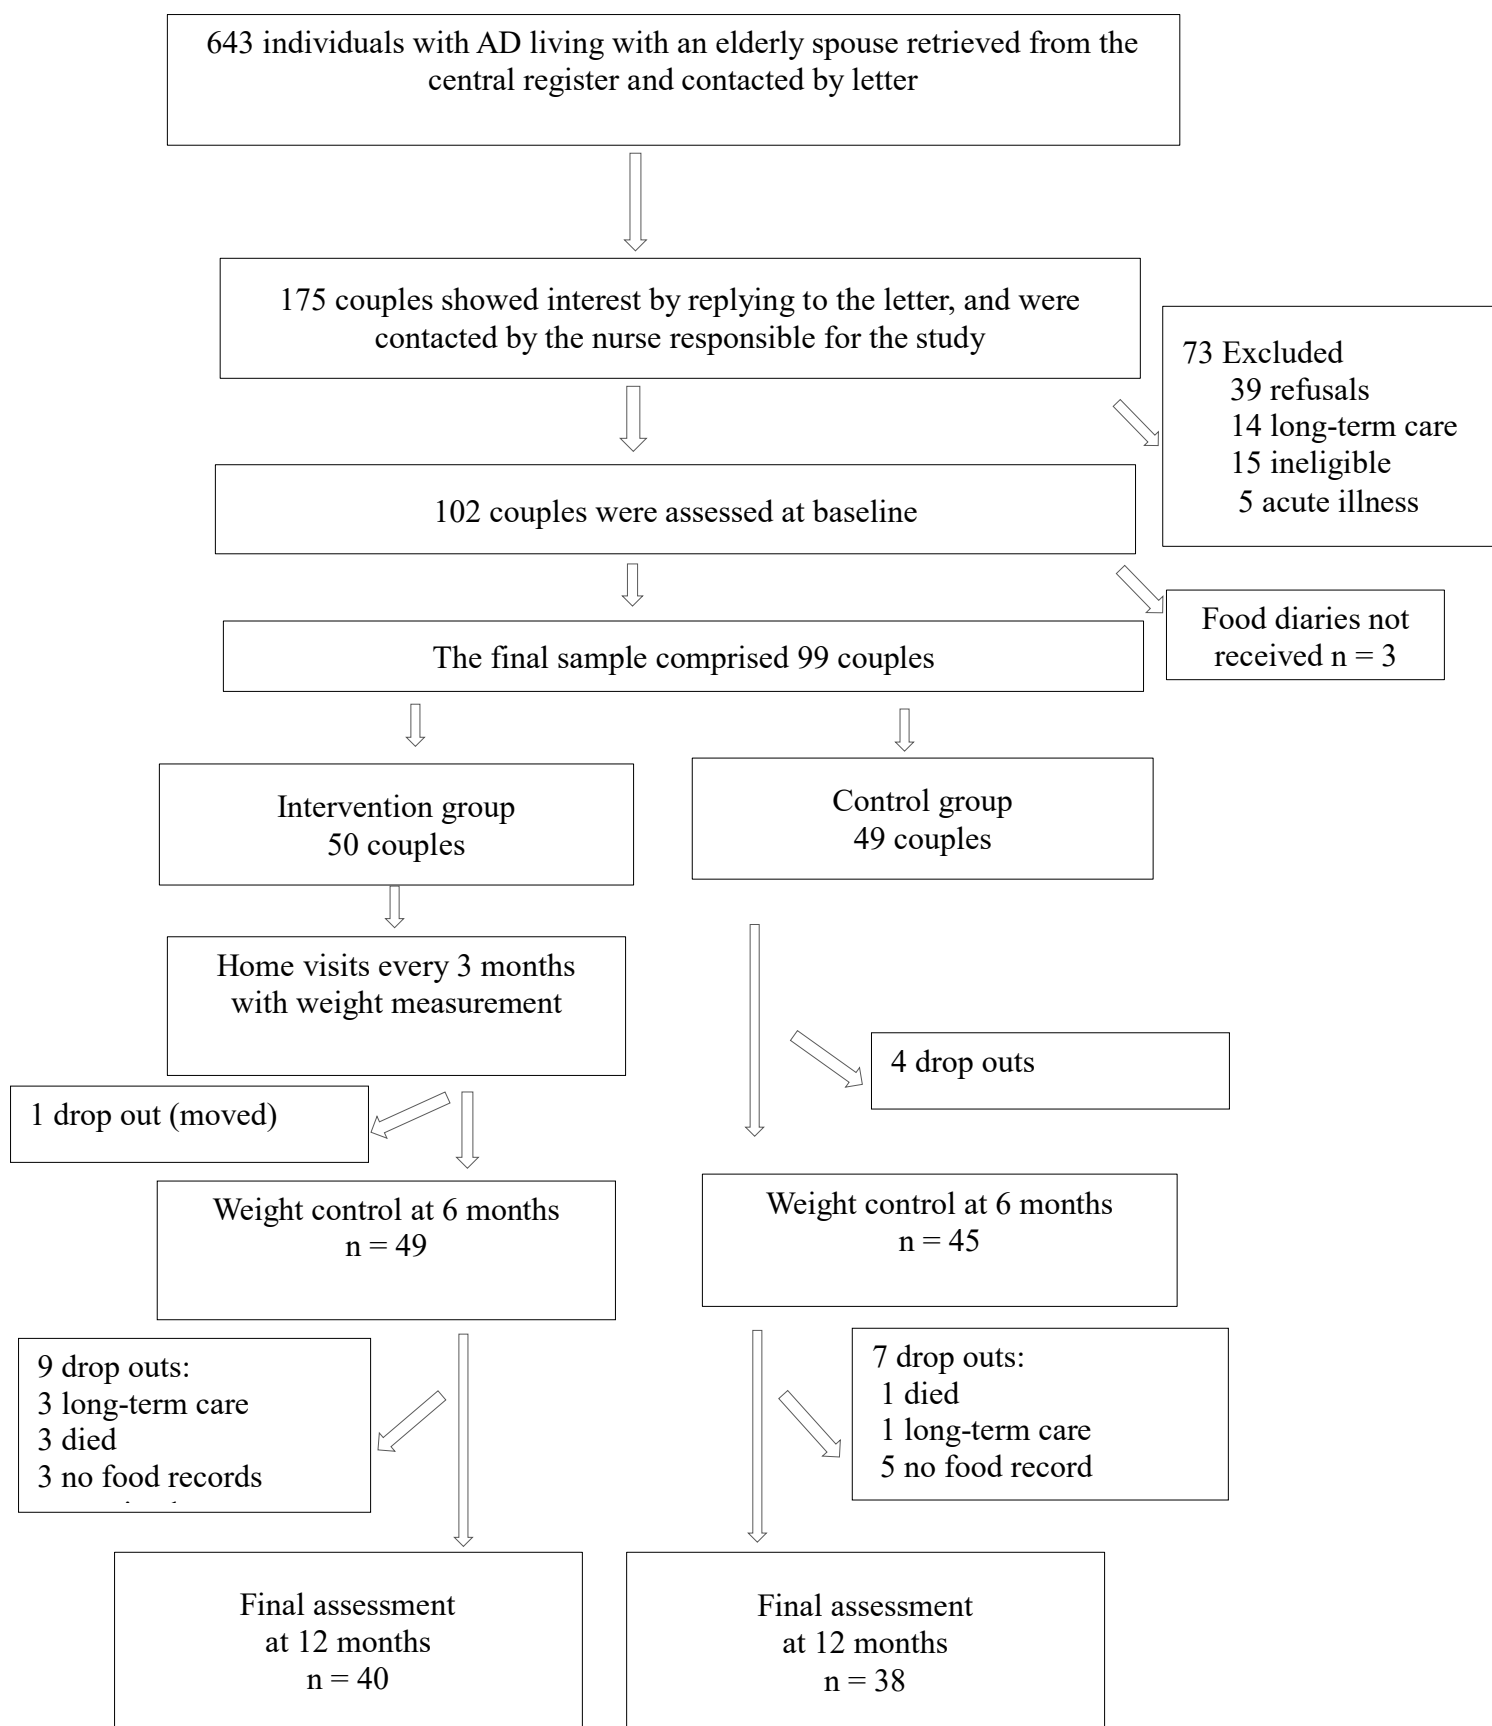 643 individuals with AD living with an elderly spouse retrieved from the
central register and contacted by letter
175 couples showed interest by replying to the letter, and were
contacted by the nurse responsible for the study
73 Excluded
39 refusals
14 long-term care
15 ineligible
5 acute illness
102 couples were assessed at baseline
Food diaries not
received n = 3
The final sample comprised 99 couples
Intervention group
50 couples
Control group
49 couples
Home visits every 3 months
with weight measurement
4 drop outs
1 drop out (moved)
Weight control at 6 months
n = 49
Weight control at 6 months
n = 45
9 drop outs:
3 long-term care
3 died
3 no food records
7 drop outs:
1 died
1 long-term care
5 no food record
Final assessment
at 12 months
n = 40
Final assessment
at 12 months
n = 38